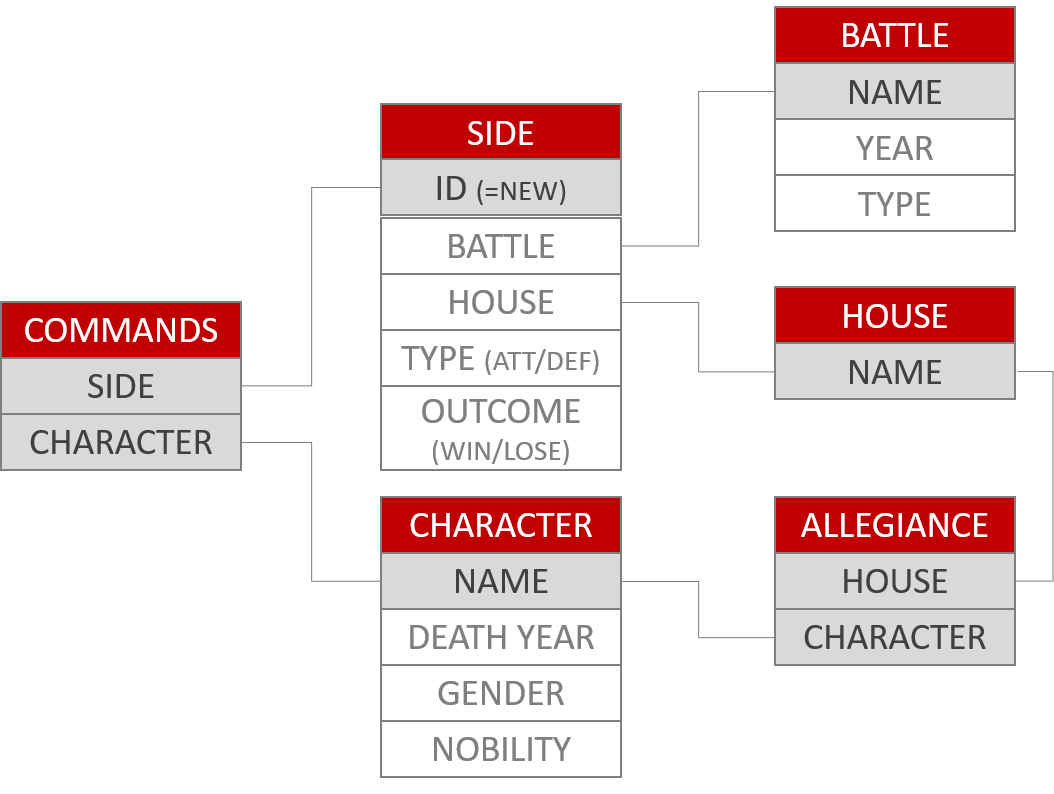 COMMANDS
SIDE
CHARACTER
SIDE
ID (=NEW)
BATTLE
HOUSE
TYPE (ATT/DEF)
OUTCOME
(WIN/LOSE)
CHARACTER
NAME
DEATH YEAR
GENDER
NOBILITY
BATTLE
NAME
YEAR
TYPE
HOUSE
NAME
ALLEGIANCE
HOUSE
CHARACTER